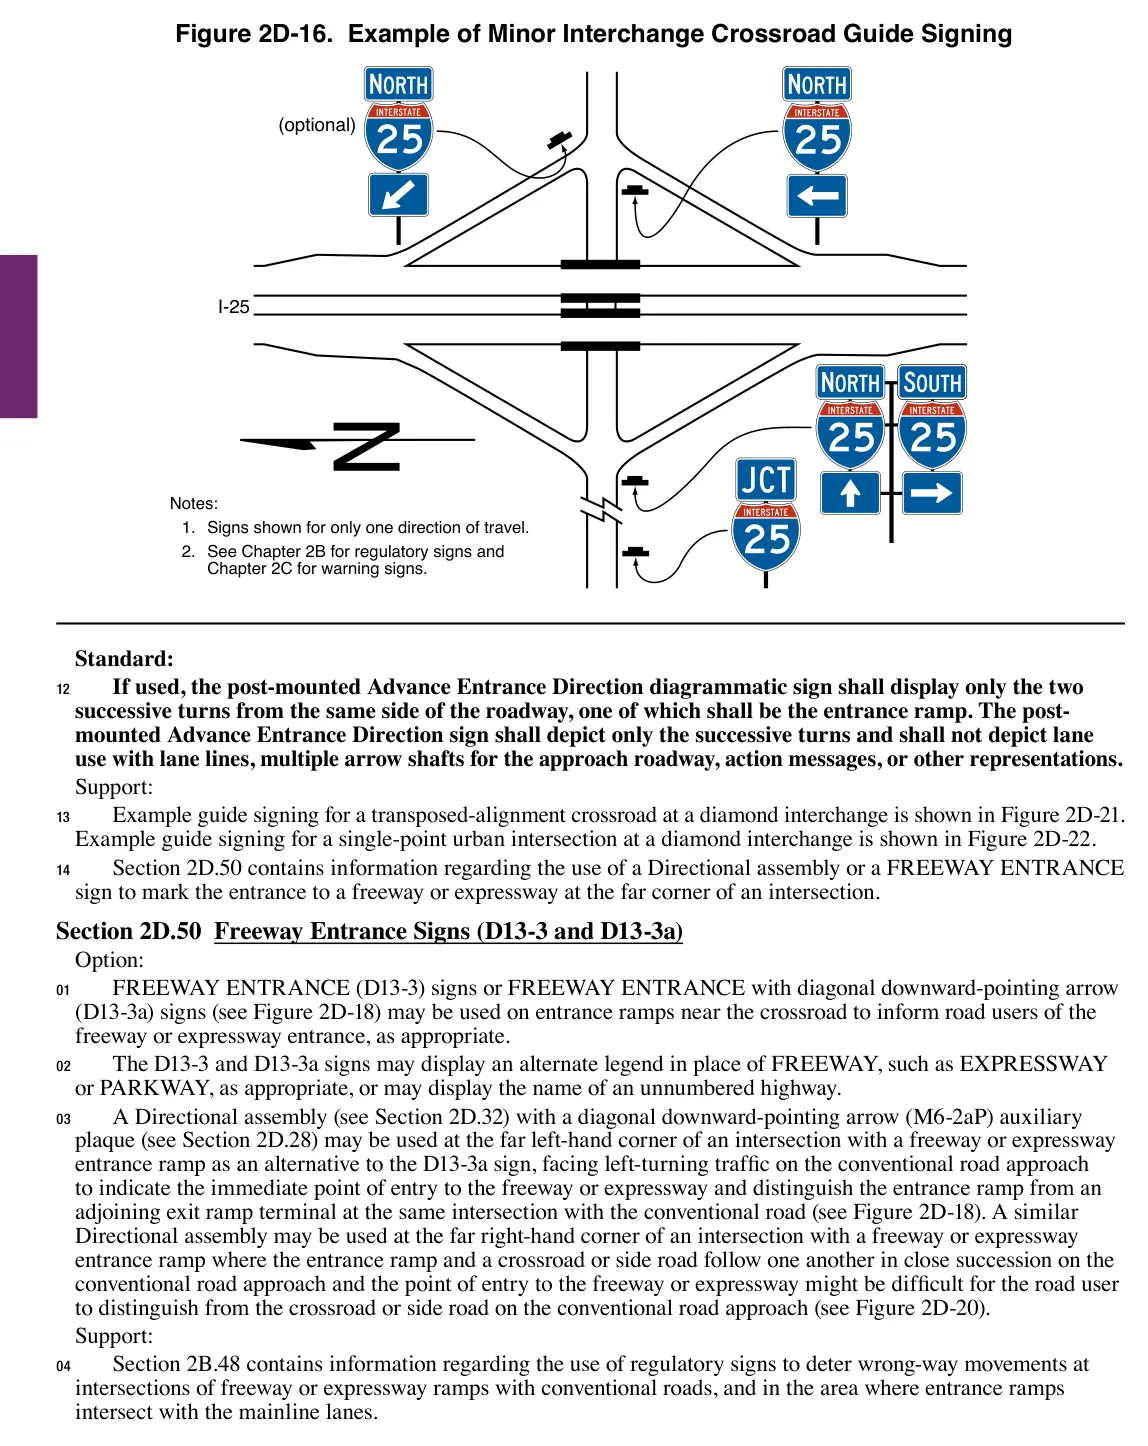 Figure 2D-16.  Example of Minor Interchange Crossroad Guide Signing
(optional)
NORTH
INTERSTATE
25
NORTH
INTERSTATE
25
I-25
NORTH
INTERSTATE
25
SOUTH
INTERSTATE
25
JCT
INTERSTATE
25
N
Notes:
1. Signs shown for only one direction of travel.
2. See Chapter 2B for regulatory signs and
Chapter 2C for warning signs.
Standard:
12 If used, the post-mounted Advance Entrance Direction diagrammatic sign shall display only the two
successive turns from the same side of the roadway, one of which shall be the entrance ramp. The post-
mounted Advance Entrance Direction sign shall depict only the successive turns and shall not depict lane
use with lane lines, multiple arrow shafts for the approach roadway, action messages, or other representations.
Support:
13 Example guide signing for a transposed-alignment crossroad at a diamond interchange is shown in Figure 2D-21.
Example guide signing for a single-point urban intersection at a diamond interchange is shown in Figure 2D-22.
14 Section 2D.50 contains information regarding the use of a Directional assembly or a FREEWAY ENTRANCE
sign to mark the entrance to a freeway or expressway at the far corner of an intersection.
Section 2D.50  Freeway Entrance Signs (D13-3 and D13-3a)
Option:
01 FREEWAY ENTRANCE (D13-3) signs or FREEWAY ENTRANCE with diagonal downward-pointing arrow
(D13-3a) signs (see Figure 2D-18) may be used on entrance ramps near the crossroad to inform road users of the
freeway or expressway entrance, as appropriate.
02 The D13-3 and D13-3a signs may display an alternate legend in place of FREEWAY, such as EXPRESSWAY
or PARKWAY, as appropriate, or may display the name of an unnumbered highway.
03 A Directional assembly (see Section 2D.32) with a diagonal downward-pointing arrow (M6-2aP) auxiliary
plaque (see Section 2D.28) may be used at the far left-hand corner of an intersection with a freeway or expressway
entrance ramp as an alternative to the D13-3a sign, facing left-turning traffic on the conventional road approach
to indicate the immediate point of entry to the freeway or expressway and distinguish the entrance ramp from an
adjoining exit ramp terminal at the same intersection with the conventional road (see Figure 2D-18). A similar
Directional assembly may be used at the far right-hand corner of an intersection with a freeway or expressway
entrance ramp where the entrance ramp and a crossroad or side road follow one another in close succession on the
conventional road approach and the point of entry to the freeway or expressway might be difficult for the road user
to distinguish from the crossroad or side road on the conventional road approach (see Figure 2D-20).
Support:
04 Section 2B.48 contains information regarding the use of regulatory signs to deter wrong-way movements at
intersections of freeway or expressway ramps with conventional roads, and in the area where entrance ramps
intersect with the mainline lanes.